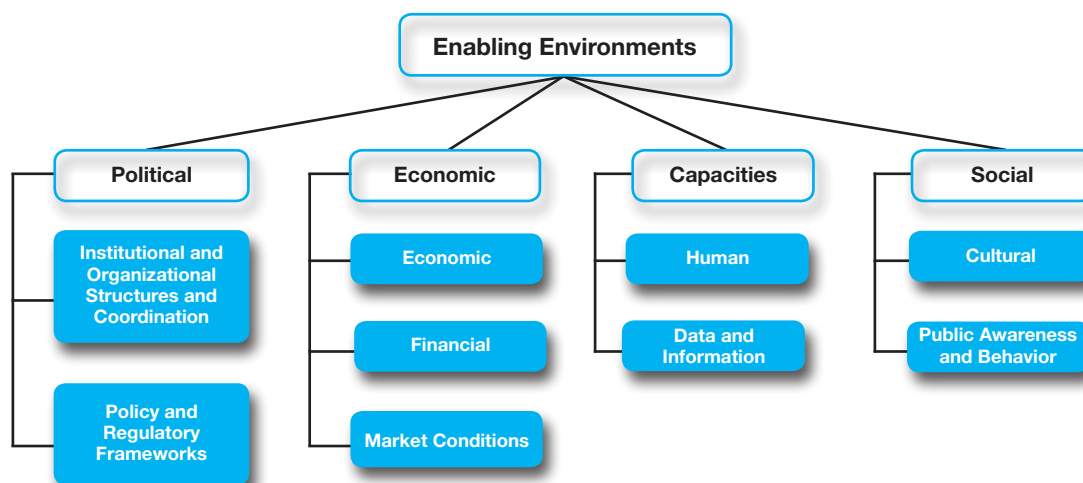 Enabling Environments
Political
Institutional and
Organizational
Structures and
Coordination
Policy and
Regulatory
Frameworks
Economic
Economic
Financial
Market Conditions
Capacities
Human
Data and
Information
Social
Cultural
Public Awareness
and Behavior